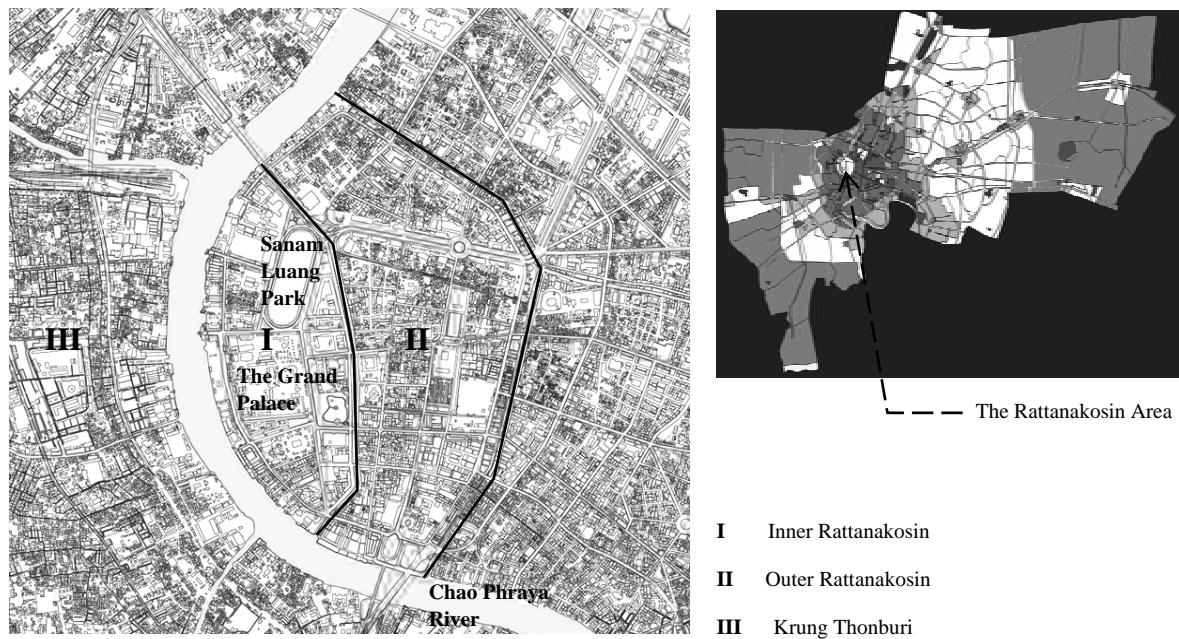 Sanam
Luang
Park
III
I
II
The Grand
Palace
Chao Phraya
River
The Rattanakosin Area
I Inner Rattanakosin
II Outer Rattanakosin
III Krung Thonburi